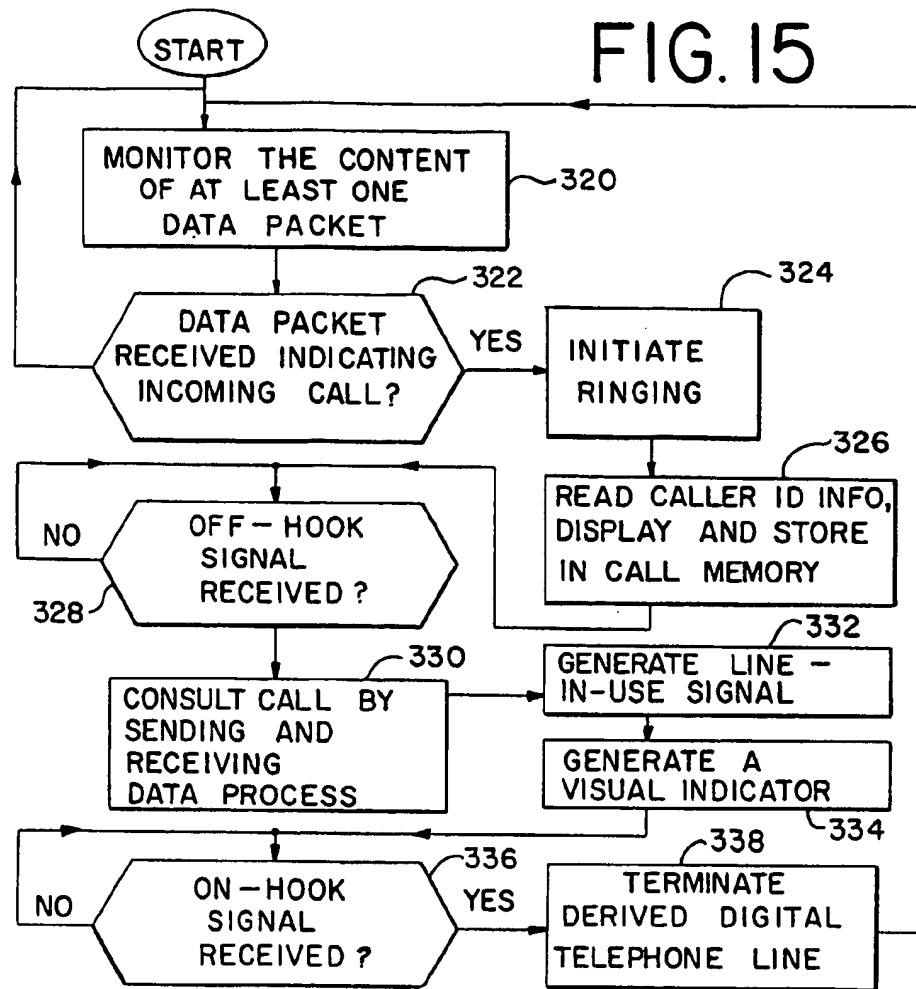 START
FIG. 15
MONITOR THE CONTENT
OF AT LEAST ONE
DATA PACKET
320
322
DATA PACKET
RECEIVED INDICATING
INCOMING CALL?
YES
324
INITIATE
RINGING
326
READ CALLER ID INFO,
DISPLAY AND STORE
IN CALL MEMORY
NO
OFF-HOOK
SIGNAL
RECEIVED?
328
330
CONSULT CALL BY
SENDING AND
RECEIVING
DATA PROCESS
332
GENERATE LINE-
IN-USE SIGNAL
GENERATE A
VISUAL INDICATOR
334
336
NO
ON-HOOK
SIGNAL
RECEIVED?
YES
338
TERMINATE
DERIVED DIGITAL
TELEPHONE LINE